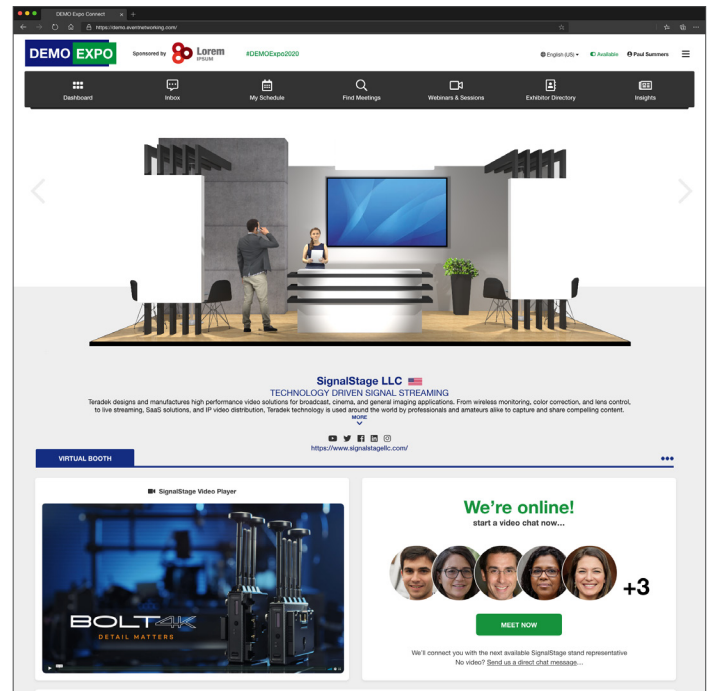 DEMO Expo Connect
https://demo.eventnetworking.com/
DEMO EXPO
Sponsored by
Lorem
IPSUM
#DEMOExpo2020
English (US)
Available
Paul Summers
Dashboard
Inbox
My Schedule
Find Meetings
Webinars & Sessions
Exhibitor Directory
Insights
SignalStage LLC
TECHNOLOGY DRIVEN SIGNAL STREAMING
Teradek designs and manufactures high performance video solutions for broadcast, cinema, and general imaging applications. From wireless monitoring, color correction, and lens control,
to live streaming, SaaS solutions, and IP video distribution, Teradek technology is used around the world by professionals and amateurs alike to capture and share compelling content.
MORE
https://www.signalstagellc.com/
VIRTUAL BOOTH
SignalStage Video Player
BOLT4K
DETAIL MATTERS
We're online!
start a video chat now...
+3
MEET NOW
We'll connect you with the next available SignalStage stand representative
No video? Send us a direct chat message...